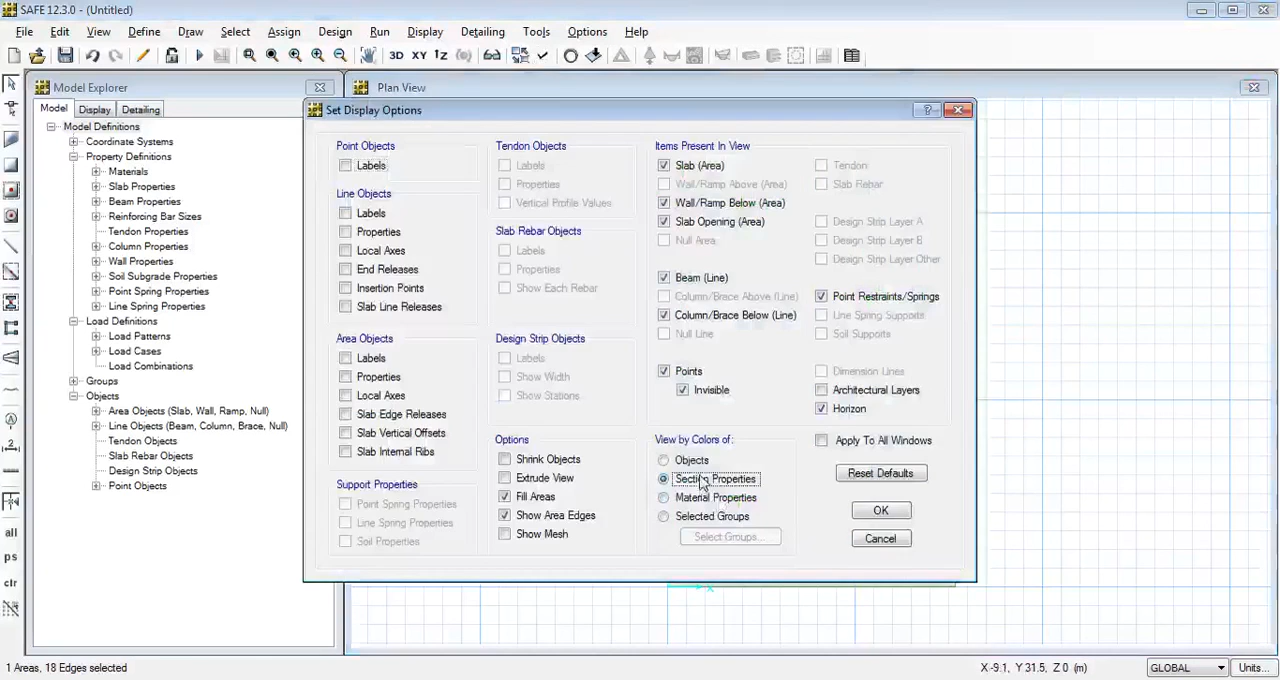 SAFE 12.3.0 - (Untitled)
File Edit View Define Draw Select Assign Design Run Display Detailing Tools Options Help
3D XY 1z
Model Explorer
Plan View
Model Display Detailing
Model Definitions
Coordinate Systems
Property Definitions
Materials
Slab Properties
Beam Properties
Reinforcing Bar Sizes
Tendon Properties
Column Properties
Wall Properties
Soil Subgrade Properties
Point Spring Properties
Line Spring Properties
Load Definitions
Load Patterns
Load Cases
Load Combinations
Groups
Objects
Area Objects (Slab, Wall, Ramp, Null)
Line Objects (Beam, Column, Brace, Null)
Tendon Objects
Slab Rebar Objects
Design Strip Objects
Point Objects
all
ps
clr
Set Display Options
Point Objects
Labels
Line Objects
Labels
Properties
Local Axes
End Releases
Insertion Points
Slab Line Releases
Area Objects
Labels
Properties
Local Axes
Slab Edge Releases
Slab Vertical Offsets
Slab Internal Ribs
Support Properties
Point Spring Properties
Line Spring Properties
Soil Properties
Tendon Objects
Labels
Properties
Vertical Profile Values
Slab Rebar Objects
Labels
Properties
Show Each Rebar
Design Strip Objects
Labels
Show Width
Show Stations
Options
Shrink Objects
Extrude View
Fill Areas
Show Area Edges
Show Mesh
Items Present In View
Slab (Area)
Wall/Ramp Above (Area)
Wall/Ramp Below (Area)
Slab Opening (Area)
Null Area
Beam (Line)
Column/Brace Above (Line)
Column/Brace Below (Line)
Null Line
Points
Invisible
Tendon
Slab Rebar
Design Strip Layer A
Design Strip Layer B
Design Strip Layer Other
Point Restraints/Springs
Line Spring Supports
Soil Supports
Dimension Lines
Architectural Layers
Horizon
View by Colors of:
Objects
Section Properties
Material Properties
Selected Groups
Select Groups...
Apply To All Windows
Reset Defaults
OK
Cancel
X
1 Areas, 18 Edges selected
X -9.1, Y 31.5, Z 0 (m)
GLOBAL
Units...